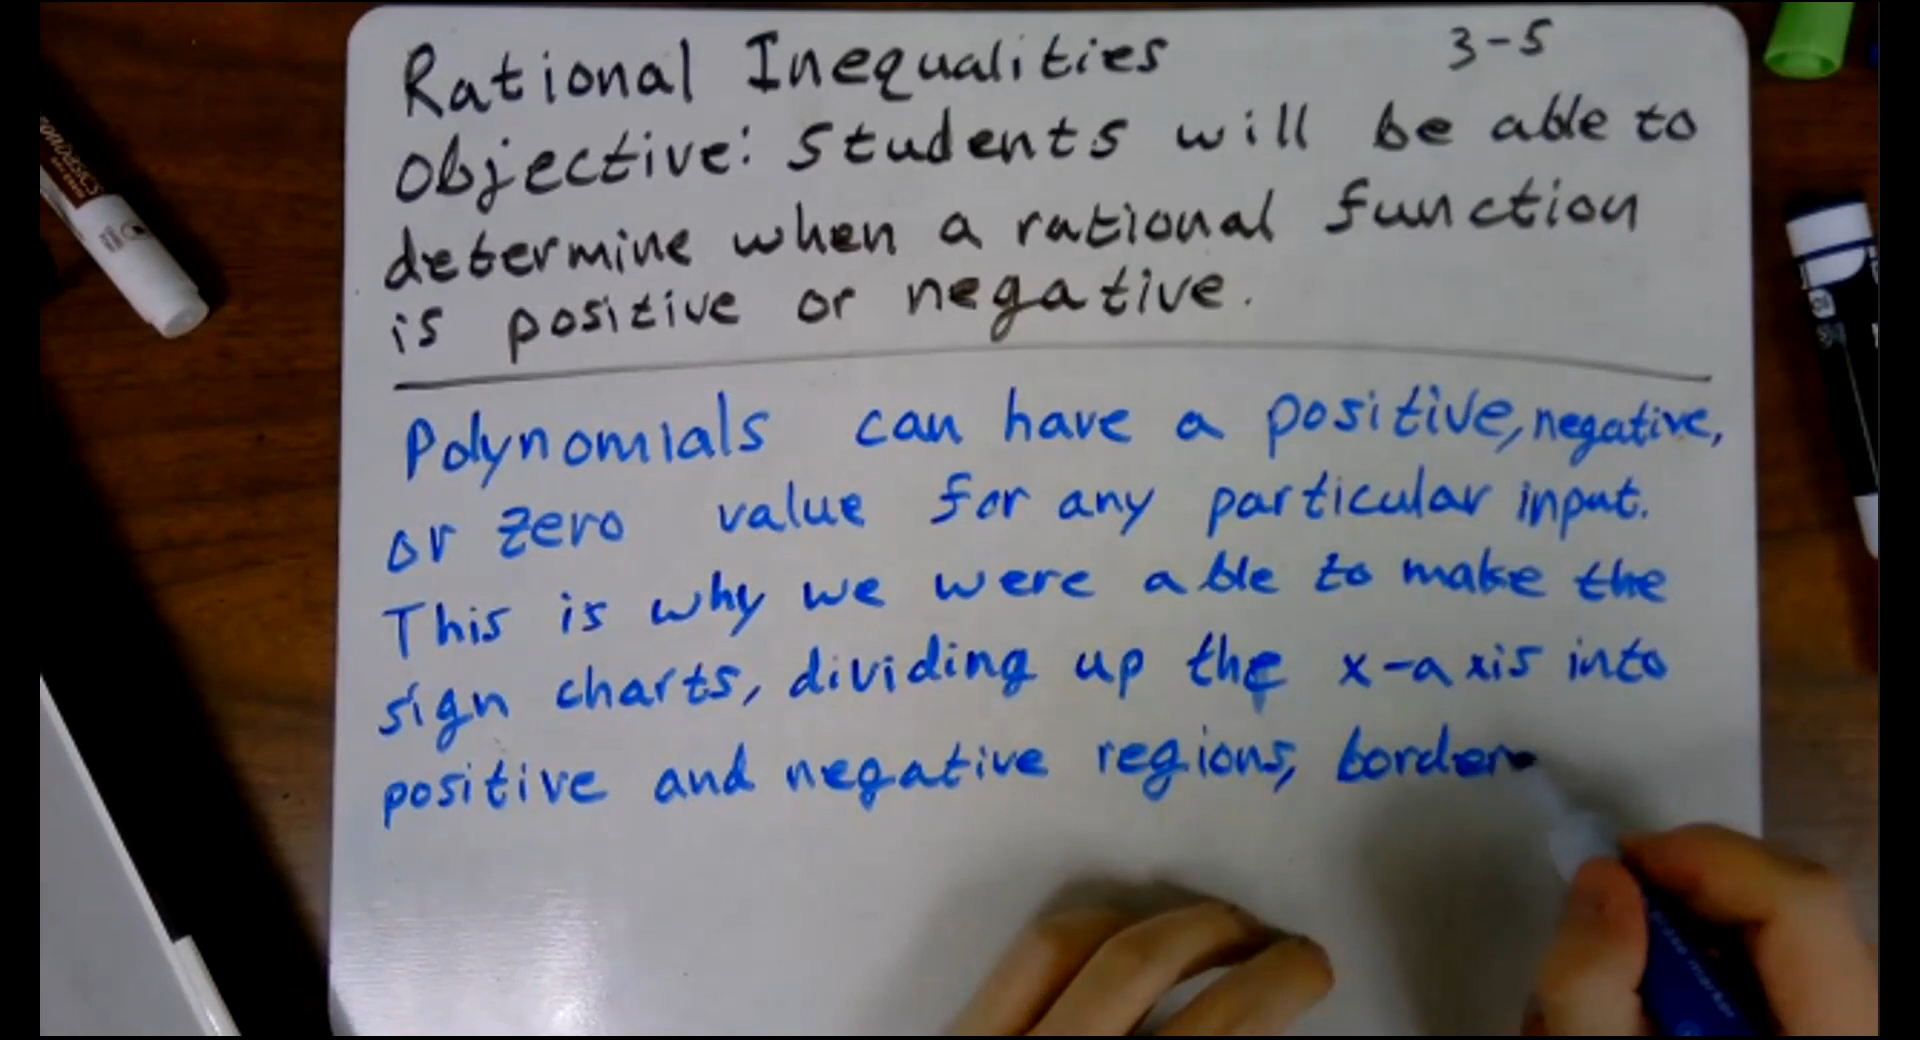 Rational Inequalities 3-5
Objective: Students will be able to
determine when a rational function
is positive or negative.
Polynomials can have a positive, negative,
or zero value for any particular input.
This is why we were able to make the
sign charts, dividing up the x-axis into
positive and negative regions, border